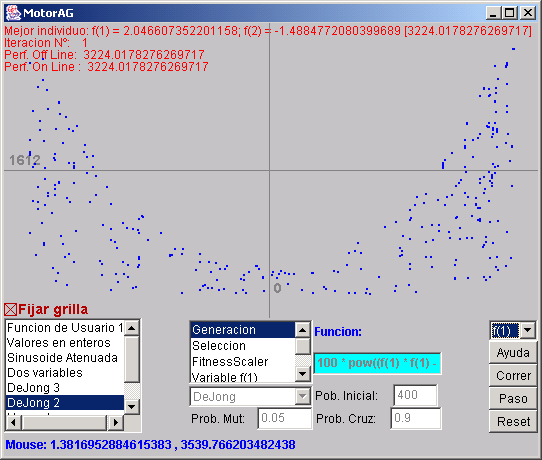 MotorAG
Mejor individuo: f(1) = 2.046607352201158; f(2) = -1.4884772080399689 [3224.0178276269717]
Iteracion Nº: 1
Perf. Off Line: 3224.0178276269717
Perf. On Line : 3224.0178276269717
1612
0
Fijar grilla
Funcion de Usuario 1
Valores en enteros
Sinusoide Atenuada
Dos variables
DeJong 3
DeJong 2
Generacion
Seleccion
FitnessScaler
Variable f(1)
Funcion:
100 * pow((f(1) * f(1) -
DeJong
Pob. Inicial: 400
Prob. Mut: 0.05 Prob. Cruz: 0.9
f(1)
Ayuda
Correr
Paso
Reset
Mouse: 1.3816952884615383 , 3539.766203482438